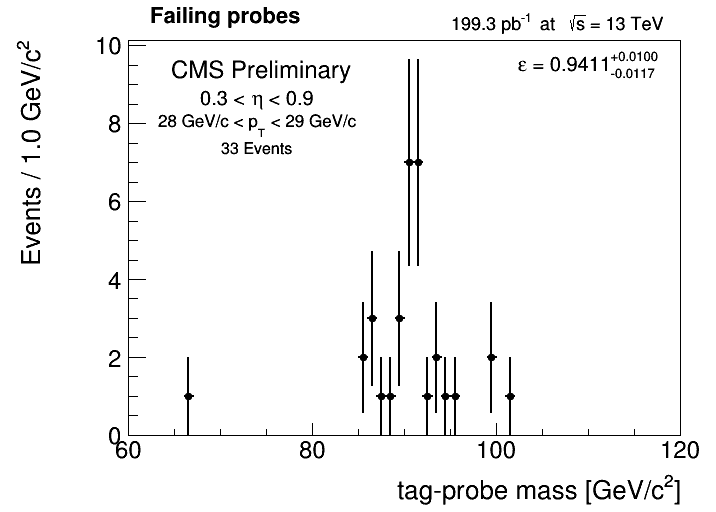 Failing probes
199.3 pb⁻¹ at √s = 13 TeV
CMS Preliminary
0.3 < η < 0.9
28 GeV/c < p_T < 29 GeV/c
33 Events
ε = 0.9411 +0.0100 -0.0117
Events / 1.0 GeV/c²
10
8
6
4
2
0
60 80 100 120
tag-probe mass [GeV/c²]